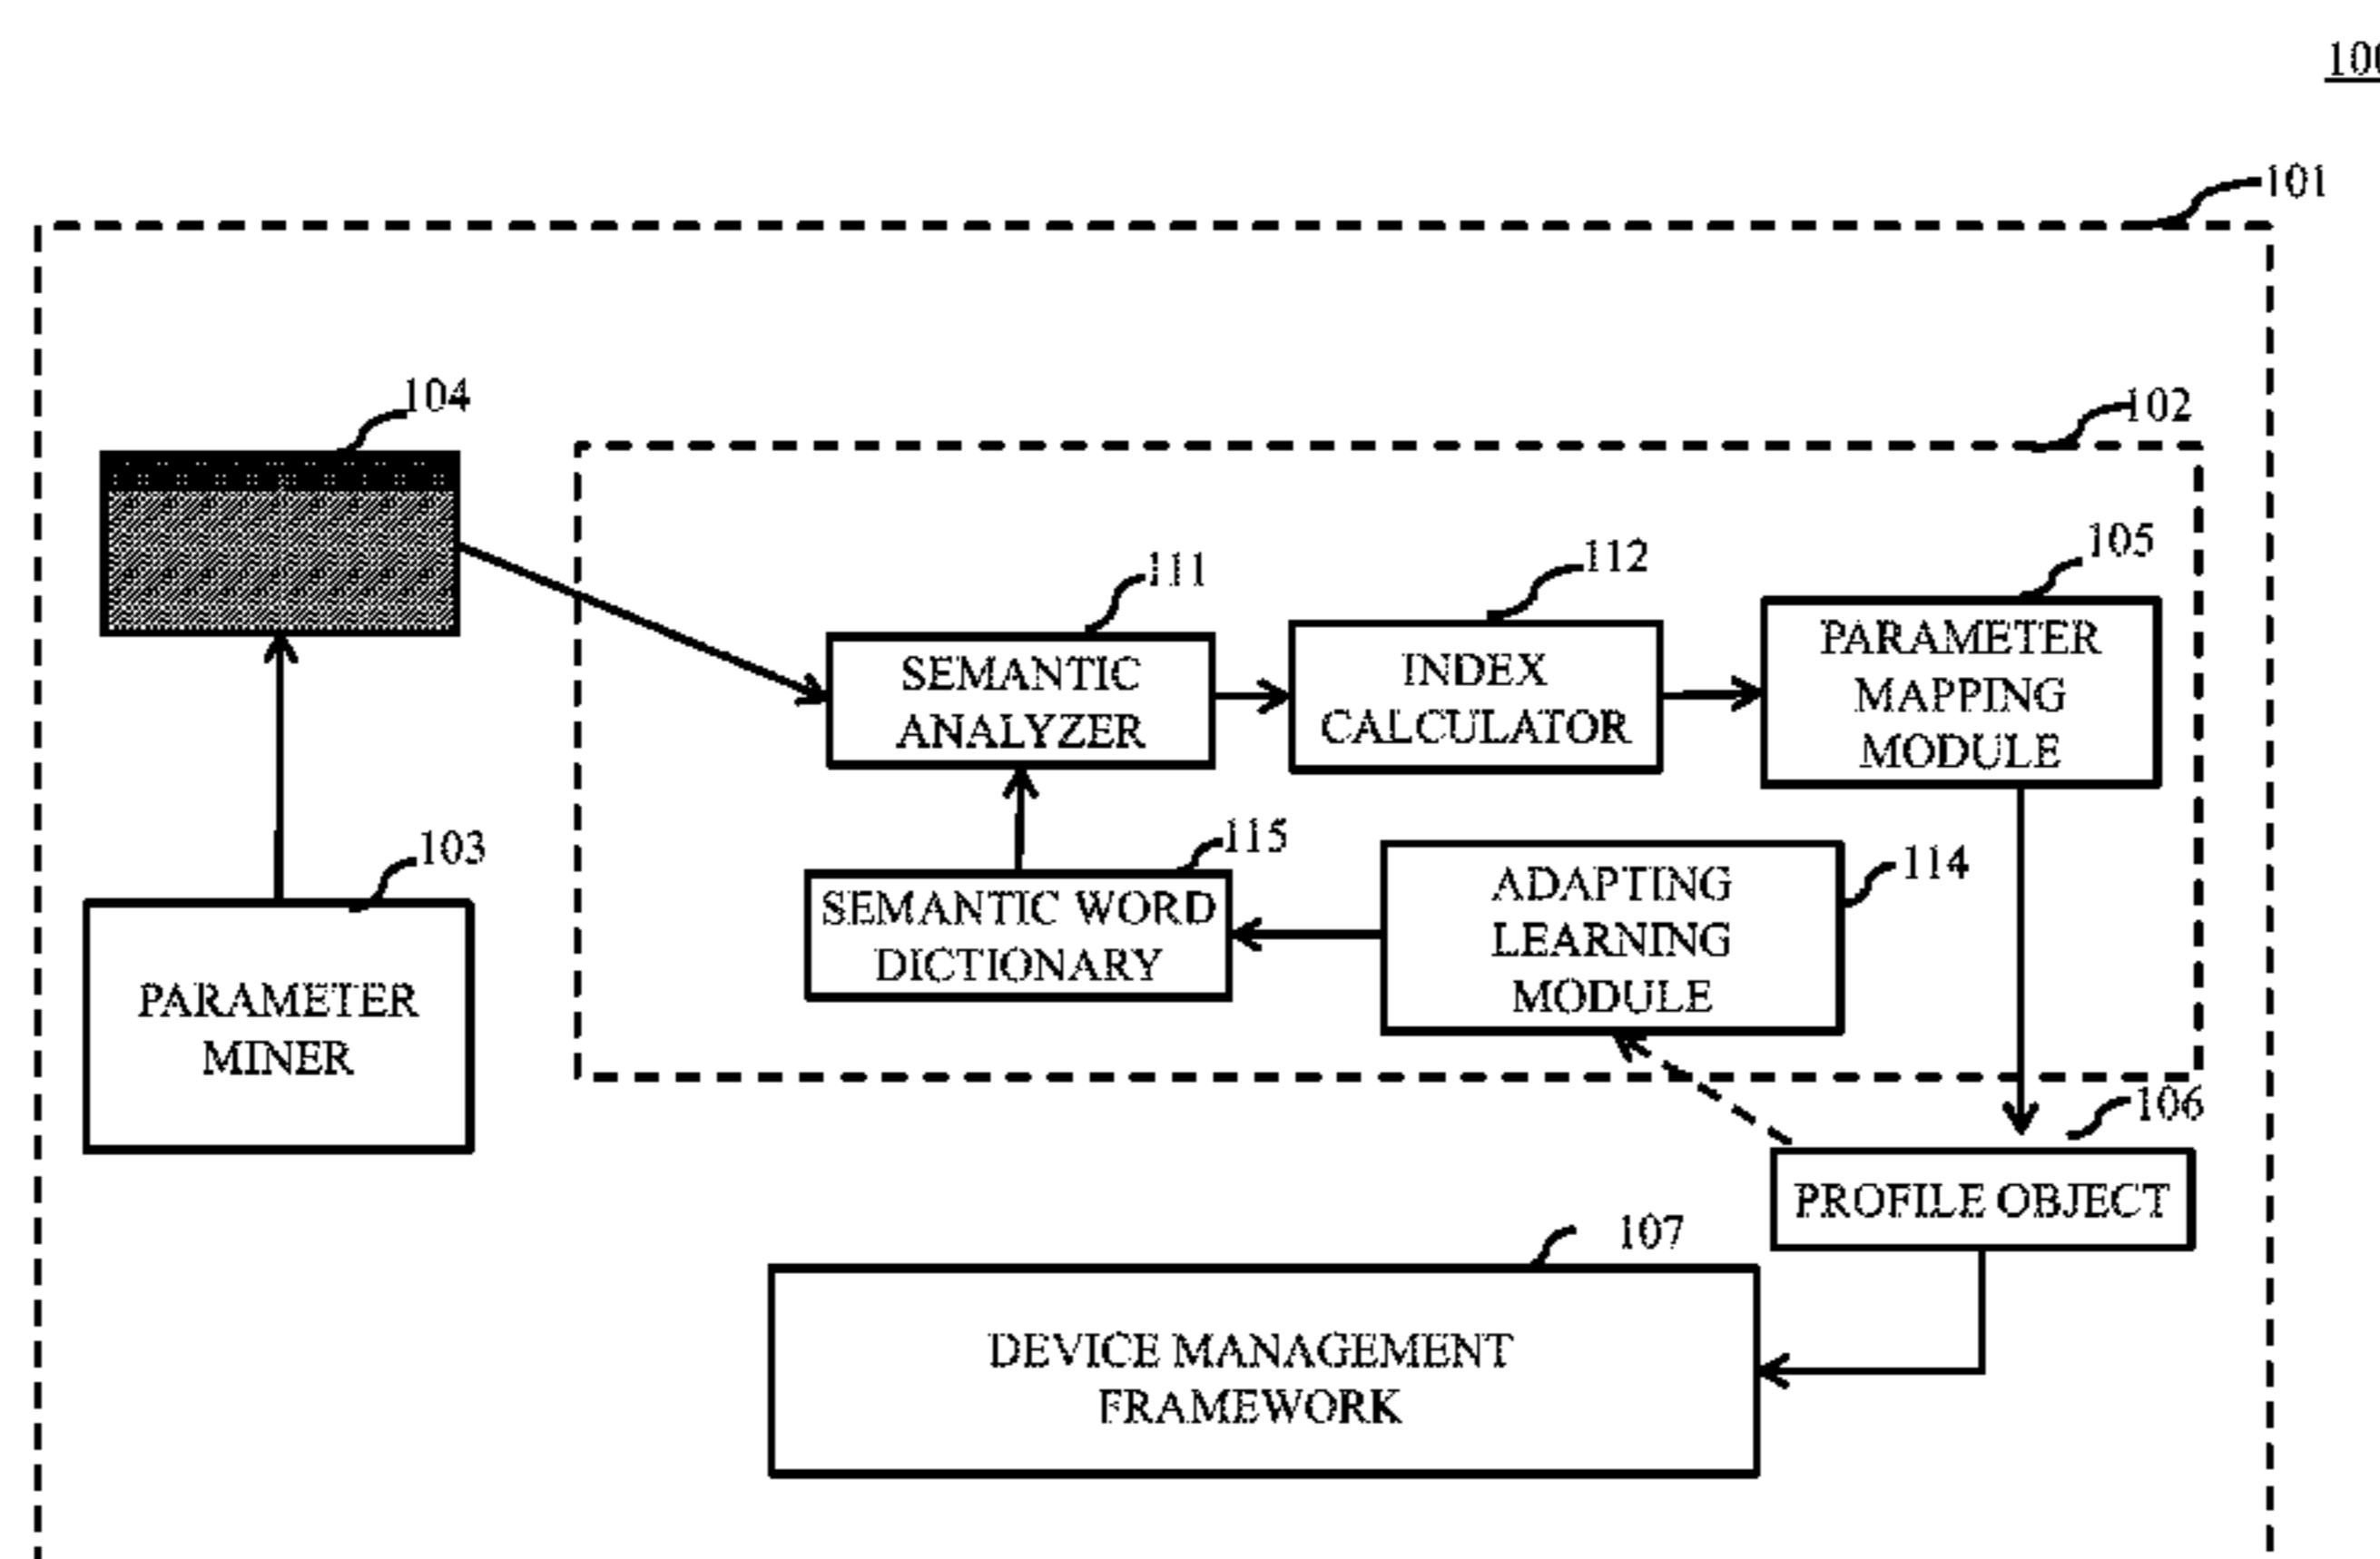 100
101
104
102
111
112
105
SEMANTIC
ANALYZER
INDEX
CALCULATOR
PARAMETER
MAPPING
MODULE
103
115
114
PARAMETER
MINER
SEMANTIC WORD
DICTIONARY
ADAPTING
LEARNING
MODULE
106
PROFILE OBJECT
107
DEVICE MANAGEMENT
FRAMEWORK